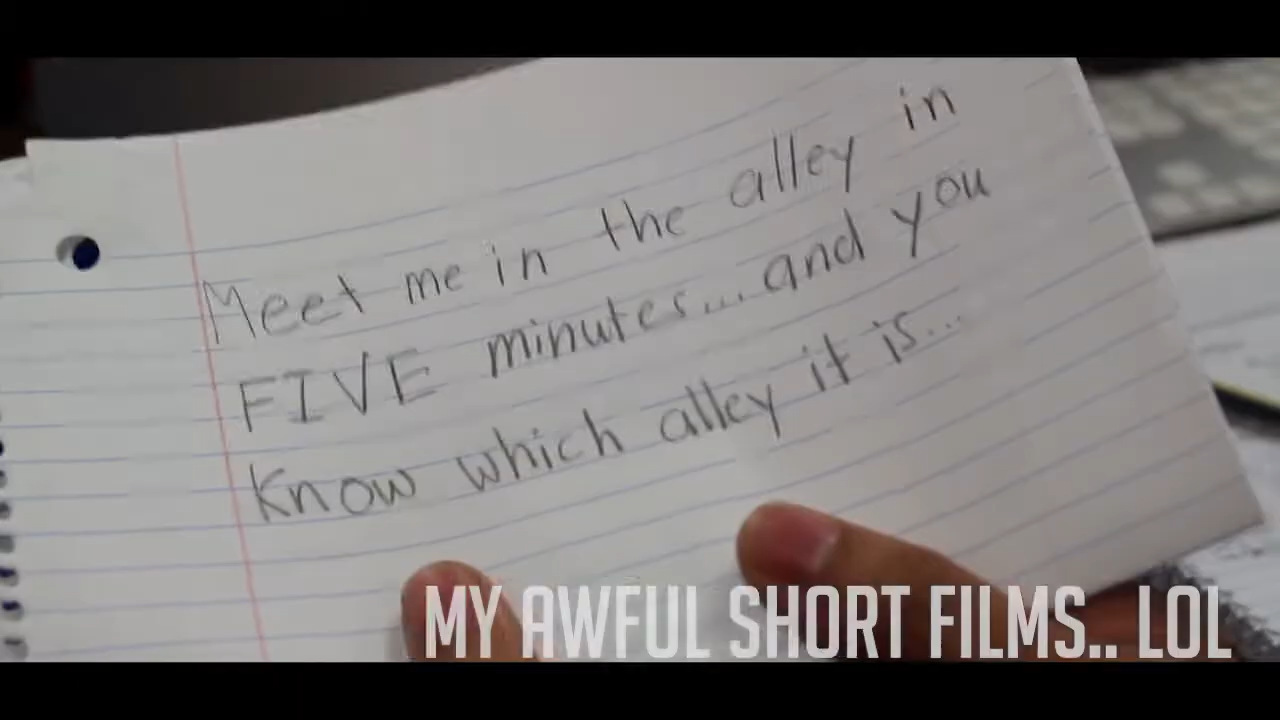 Meet me in the alley in
FIVE minutes... and you
Know which alley it is...
MY AWFUL SHORT FILMS.. LOL